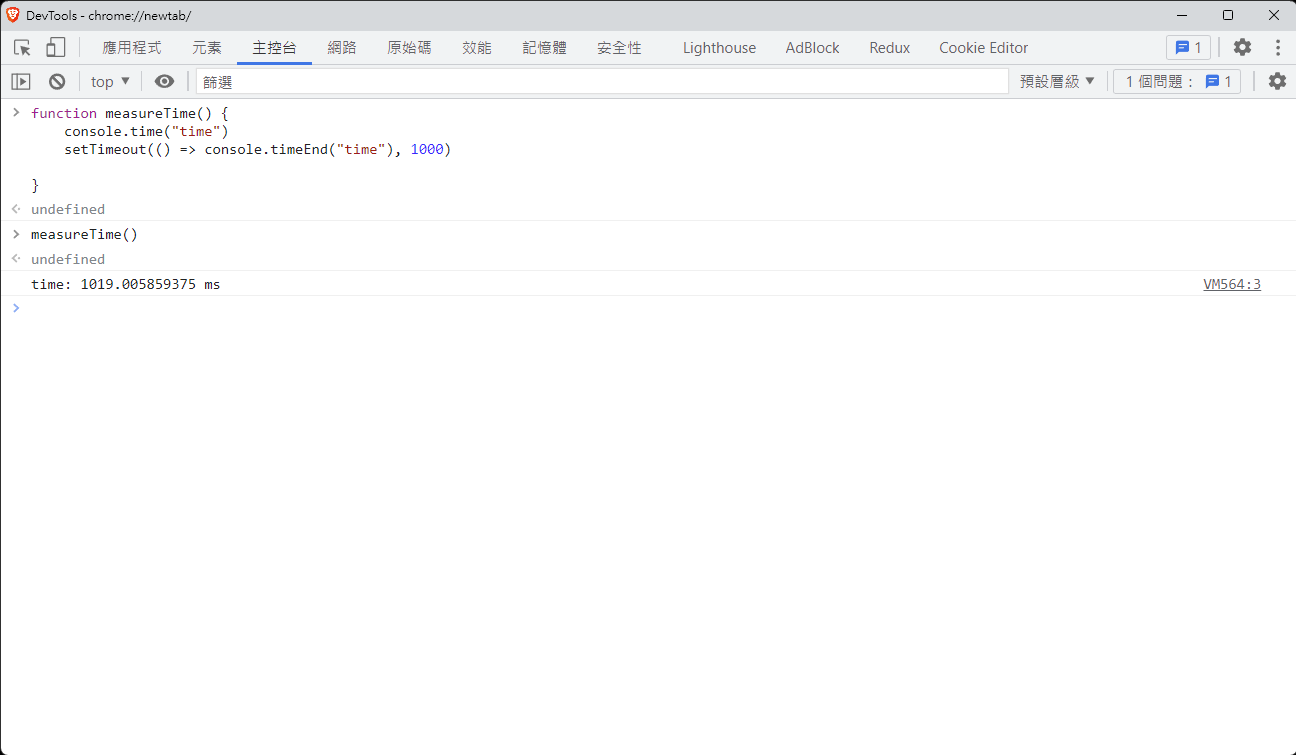 DevTools - chrome://newtab/
應用程式 元素 主控台 網路 原始碼 效能 記憶體 安全性 Lighthouse AdBlock Redux Cookie Editor 1
top ▼ 篩選 預設層級 ▼ 1 個問題： 1
function measureTime() {
    console.time("time")
    setTimeout(() => console.timeEnd("time"), 1000)
}
undefined
measureTime()
undefined
time: 1019.005859375 ms VM564:3